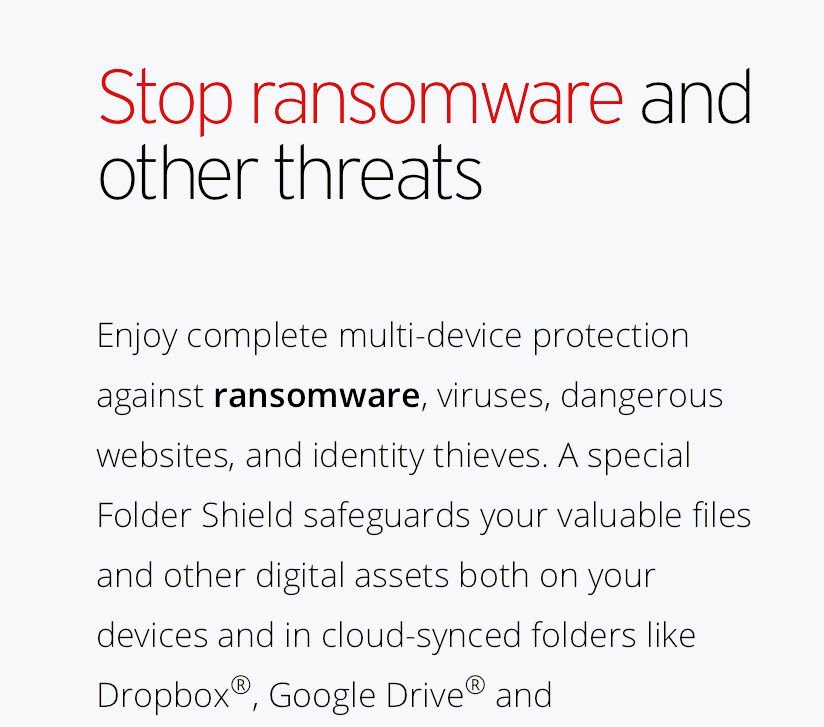 Stop ransomware and
other threats
Enjoy complete multi-device protection
against ransomware, viruses, dangerous
websites, and identity thieves. A special
Folder Shield safeguards your valuable files
and other digital assets both on your
devices and in cloud-synced folders like
Dropbox®, Google Drive® and